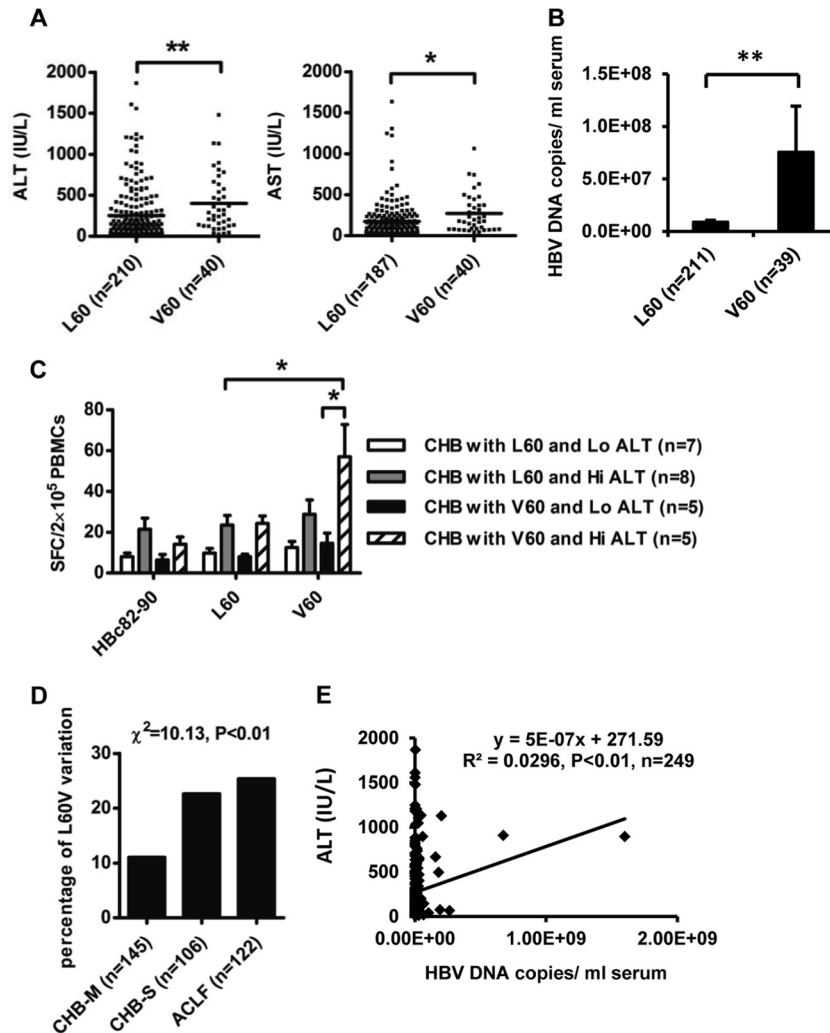 A
**
ALT (IU/L)
2000
1500
1000
500
0
L60 (n=210)
V60 (n=40)
*
AST (IU/L)
2000
1500
1000
500
0
L60 (n=187)
V60 (n=40)
B
**
HBV DNA copies/ ml serum
1.5E+08
1.0E+08
5.0E+07
0.0E+00
L60 (n=211)
V60 (n=39)
C
*
*
SFC/2×10⁵ PBMCs
80
60
40
20
0
HBc82-90
L60
V60
CHB with L60 and Lo ALT (n=7)
CHB with L60 and Hi ALT (n=8)
CHB with V60 and Lo ALT (n=5)
CHB with V60 and Hi ALT (n=5)
D
χ²=10.13, P<0.01
percentage of L60V variation
30
20
10
0
CHB-M (n=145)
CHB-S (n=106)
ACLF (n=122)
E
y = 5E-07x + 271.59
R² = 0.0296, P<0.01, n=249
ALT (IU/L)
2000
1500
1000
500
0
0.00E+00
1.00E+09
2.00E+09
HBV DNA copies/ ml serum